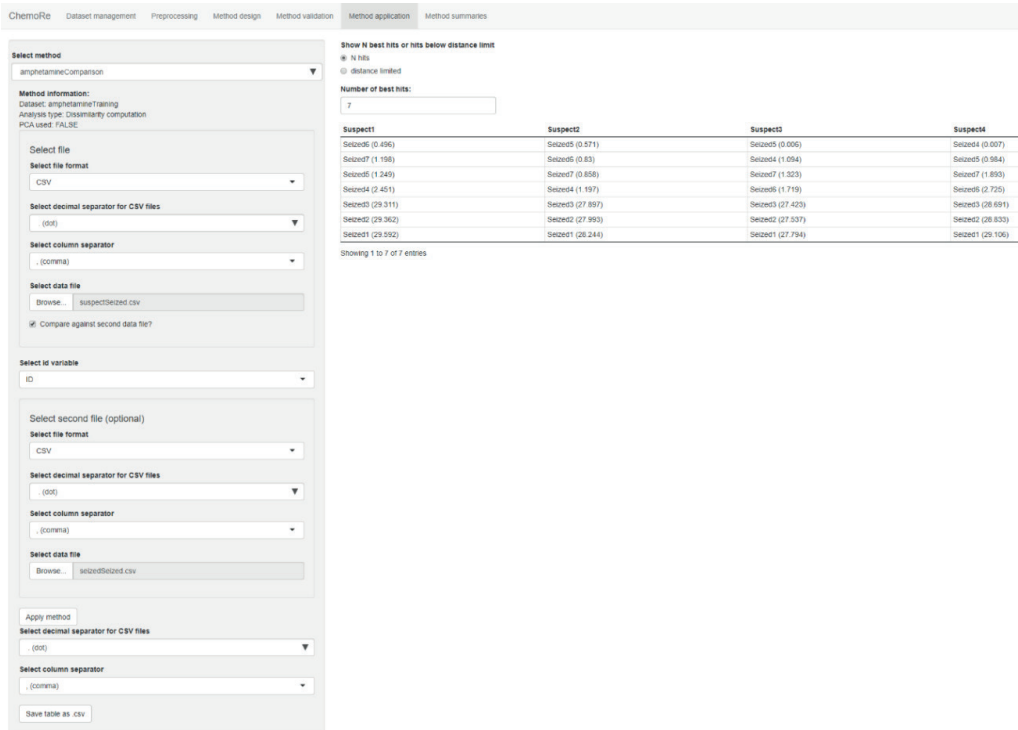 ChemoRe Dataset management Preprocessing Method design Method validation Method application Method summaries
Select method
amphetamineComparison
Method information:
Dataset: amphetamineTraining
Analysis type: Dissimilarity computation
PCA used: FALSE
Select file
Select file format
CSV
Select decimal separator for CSV files
. (dot)
Select column separator
, (comma)
Select data file
Browse... suspectSeized.csv
Compare against second data file?
Select id variable
ID
Select second file (optional)
Select file format
CSV
Select decimal separator for CSV files
. (dot)
Select column separator
, (comma)
Select data file
Browse... seizedSeized.csv
Apply method
Select decimal separator for CSV files
. (dot)
Select column separator
, (comma)
Save table as .csv
Show N best hits or hits below distance limit
N hits
distance limited
Number of best hits:
7
Suspect1 Suspect2 Suspect3 Suspect4
Seized6 (0.496) Seized5 (0.571) Seized5 (0.006) Seized4 (0.007)
Seized7 (1.198) Seized6 (0.83) Seized4 (1.094) Seized5 (0.984)
Seized5 (1.249) Seized7 (0.858) Seized7 (1.323) Seized7 (1.893)
Seized4 (2.451) Seized4 (1.197) Seized6 (1.719) Seized6 (2.725)
Seized3 (29.311) Seized3 (27.897) Seized3 (27.423) Seized3 (28.691)
Seized2 (29.362) Seized2 (27.993) Seized2 (27.537) Seized2 (28.833)
Seized1 (29.592) Seized1 (28.244) Seized1 (27.794) Seized1 (29.106)
Showing 1 to 7 of 7 entries